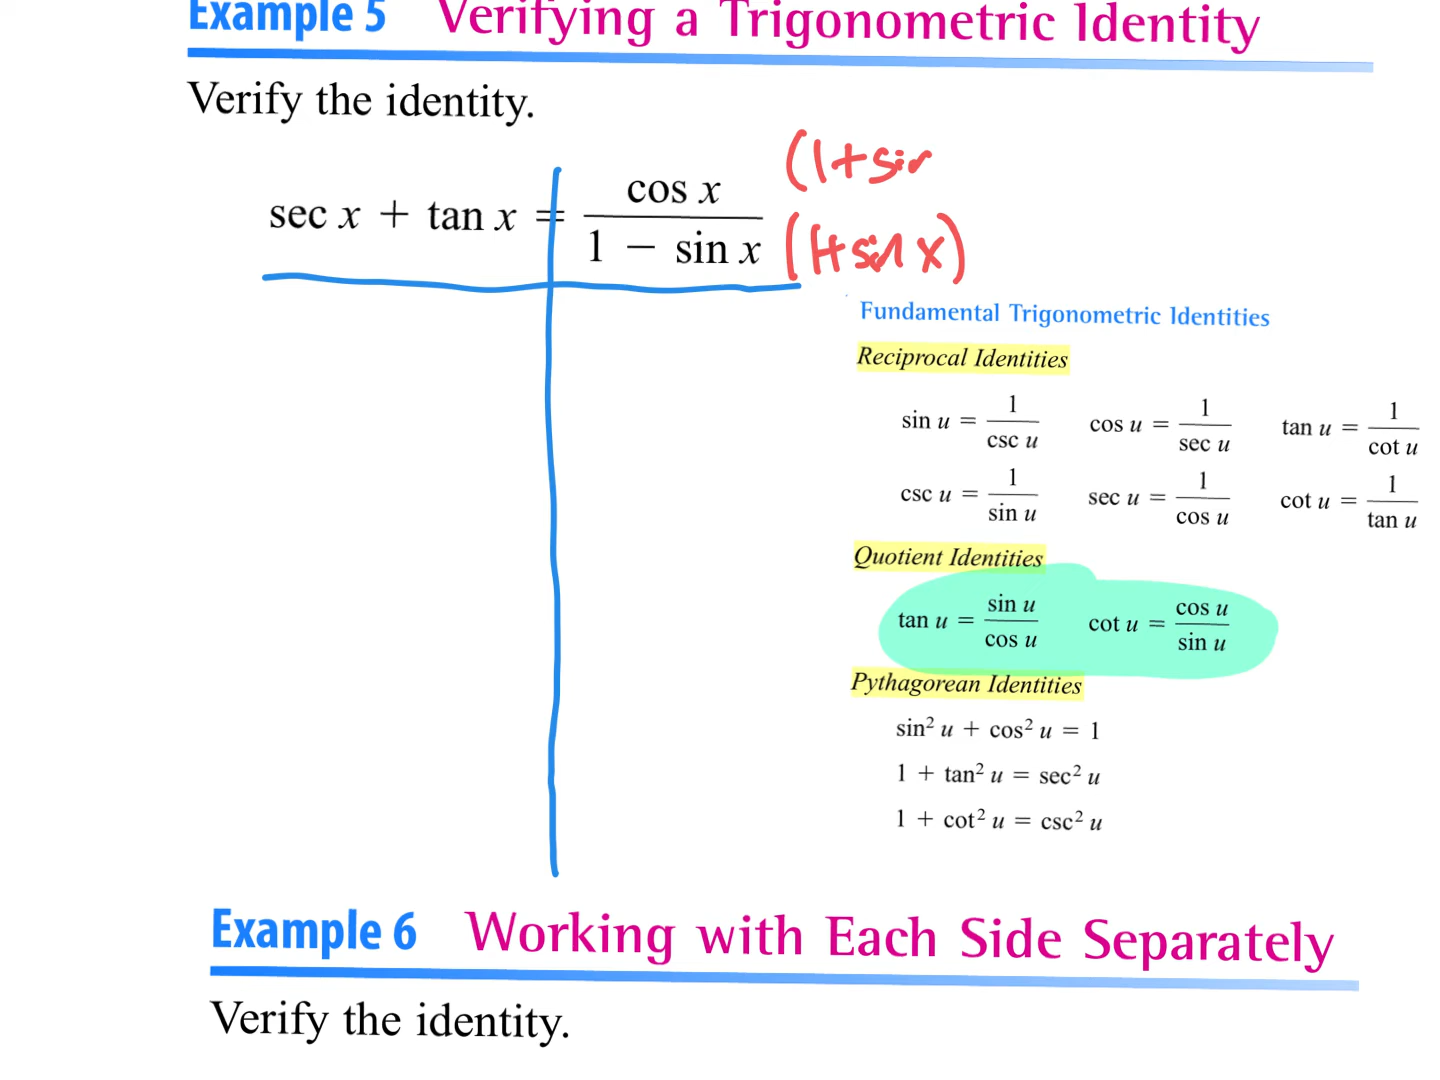 Example 5 Verifying a Trigonometric Identity
Verify the identity.
sec x + tan x = cos x / 1 − sin x
(1+sin
(1+sin x)
Fundamental Trigonometric Identities
Reciprocal Identities
sin u = 1 / csc u cos u = 1 / sec u tan u = 1 / cot u
csc u = 1 / sin u sec u = 1 / cos u cot u = 1 / tan u
Quotient Identities
tan u = sin u / cos u cot u = cos u / sin u
Pythagorean Identities
sin² u + cos² u = 1
1 + tan² u = sec² u
1 + cot² u = csc² u
Example 6 Working with Each Side Separately
Verify the identity.